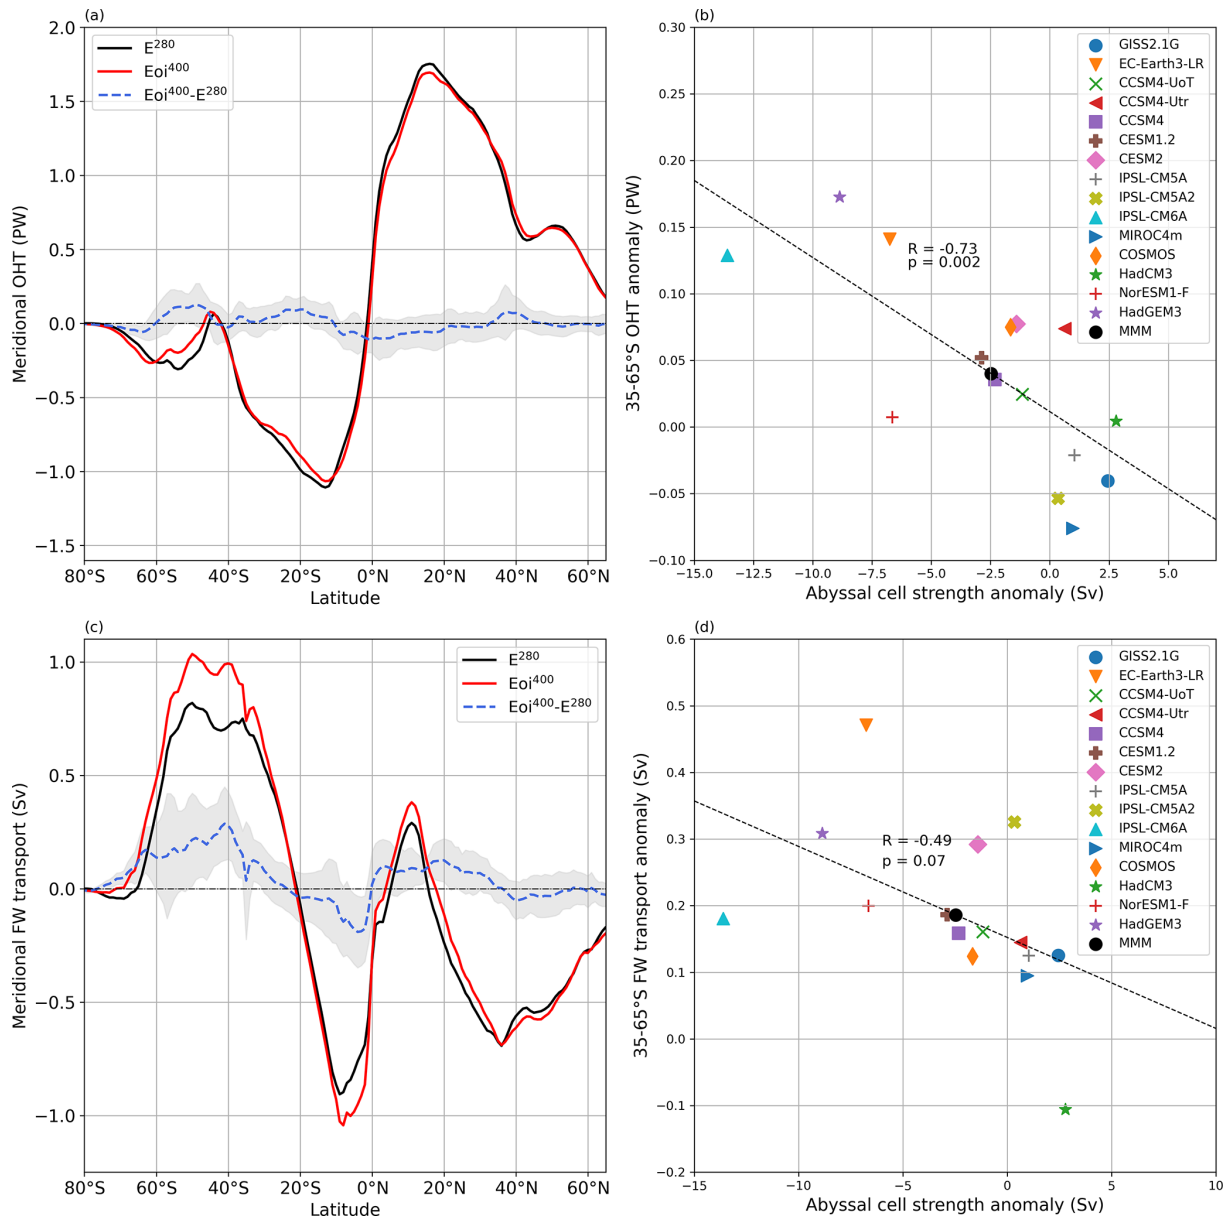 (a)
2.0
1.5
1.0
0.5
0.0
−0.5
−1.0
−1.5
Meridional OHT (PW)
E²⁸⁰
Eoi⁴⁰⁰
Eoi⁴⁰⁰-E²⁸⁰
80°S 60°S 40°S 20°S 0°N 20°N 40°N 60°N
Latitude
(b)
0.30
0.25
0.20
0.15
0.10
0.05
0.00
−0.05
−0.10
35-65°S OHT anomaly (PW)
R = -0.73
p = 0.002
GISS2.1G
EC-Earth3-LR
CCSM4-UoT
CCSM4-Utr
CCSM4
CESM1.2
CESM2
IPSL-CM5A
IPSL-CM5A2
IPSL-CM6A
MIROC4m
COSMOS
HadCM3
NorESM1-F
HadGEM3
MMM
−15.0 −12.5 −10.0 −7.5 −5.0 −2.5 0.0 2.5 5.0
Abyssal cell strength anomaly (Sv)
(c)
1.0
0.5
0.0
−0.5
−1.0
Meridional FW transport (Sv)
E²⁸⁰
Eoi⁴⁰⁰
Eoi⁴⁰⁰-E²⁸⁰
80°S 60°S 40°S 20°S 0°N 20°N 40°N 60°N
Latitude
(d)
0.6
0.5
0.4
0.3
0.2
0.1
0.0
−0.1
−0.2
35-65°S FW transport anomaly (Sv)
R = -0.49
p = 0.07
GISS2.1G
EC-Earth3-LR
CCSM4-UoT
CCSM4-Utr
CCSM4
CESM1.2
CESM2
IPSL-CM5A
IPSL-CM5A2
IPSL-CM6A
MIROC4m
COSMOS
HadCM3
NorESM1-F
HadGEM3
MMM
−15 −10 −5 0 5 10
Abyssal cell strength anomaly (Sv)